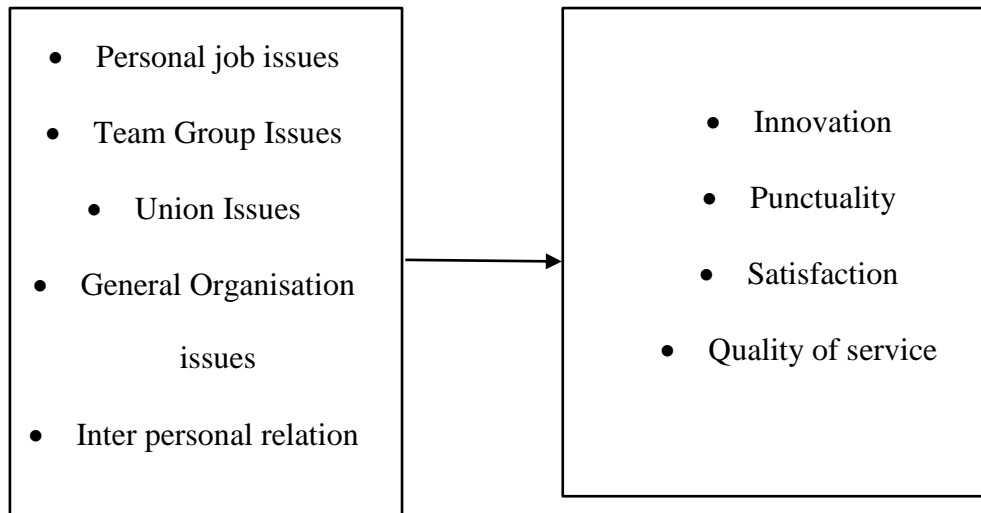 • Personal job issues
• Team Group Issues
• Union Issues
• General Organisation
issues
• Inter personal relation
• Innovation
• Punctuality
• Satisfaction
• Quality of service